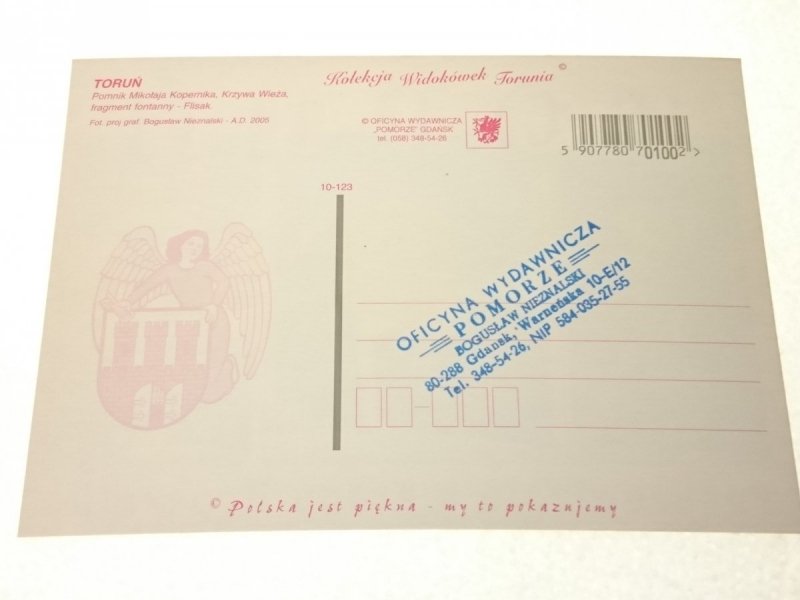 TORUŃ
Pomnik Mikołaja Kopernika, Krzywa Wieża,
fragment fontanny - Flisak.
Fot. proj graf. Bogusław Nieznalski - A.D. 2005
Kolekcja Widokówek Torunia ©
© OFICYNA WYDAWNICZA
„POMORZE" GDAŃSK
tel. (058) 348-54-26
5 907780 701002 >
10-123
OFICYNA WYDAWNICZA
POMORZE
BOGUSŁAW NIEZNALSKI
80-288 Gdańsk, Warneńska 10-E/12
Tel. 348-54-26, NIP 584-035-27-55
© Polska jest piękna - my to pokazujemy